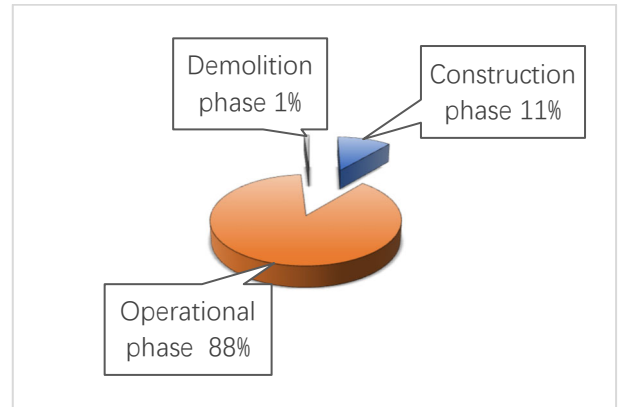 Demolition
phase 1%
Construction
phase 11%
Operational
phase 88%